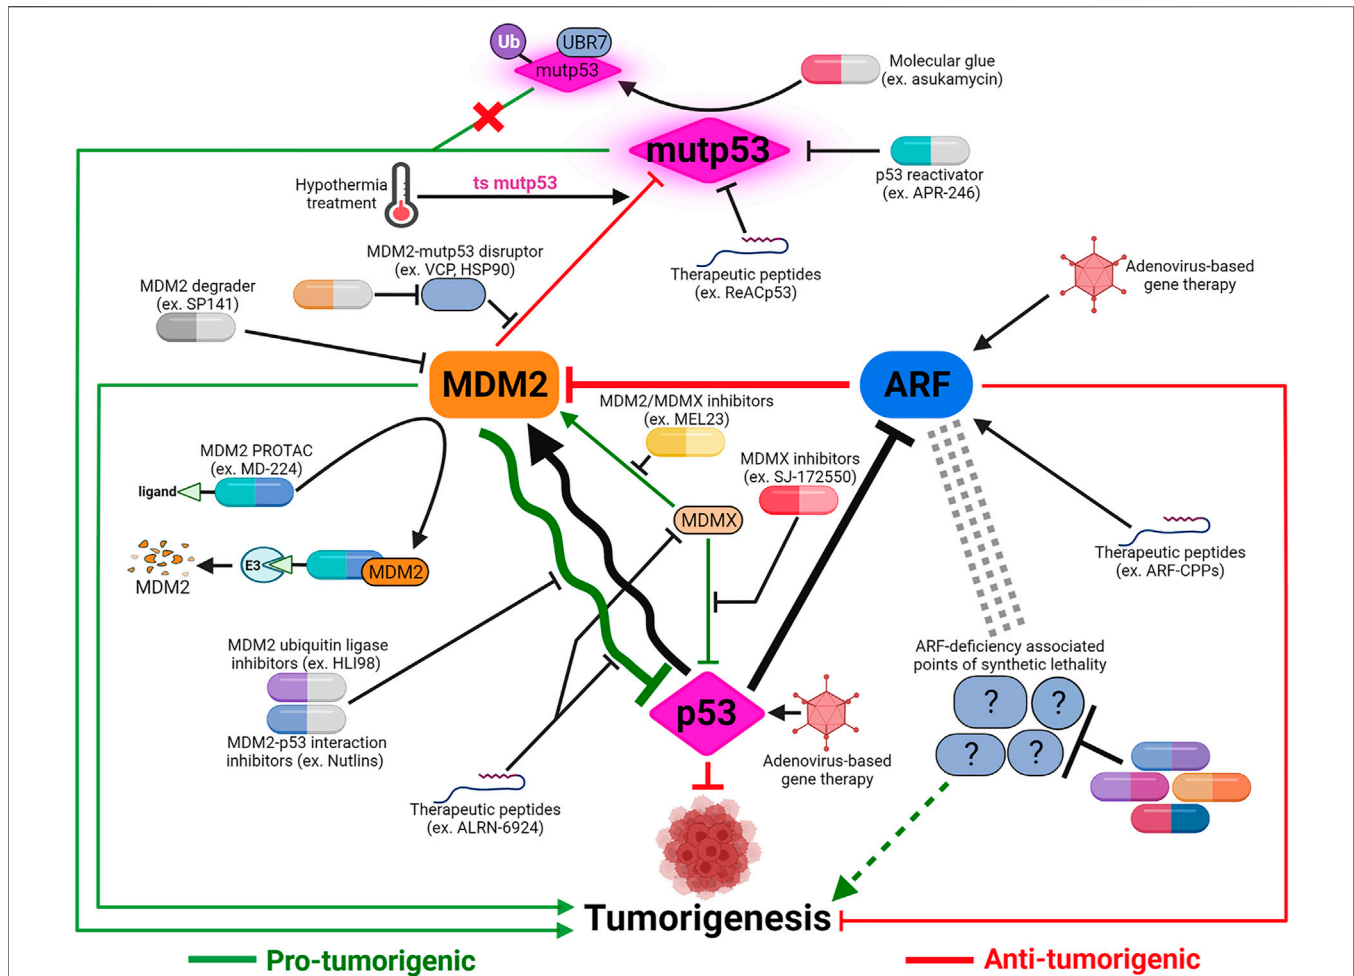 Ub
UBR7
mutp53
Molecular glue
(ex. asukamycin)
mutp53
p53 reactivator
(ex. APR-246)
Hypothermia
treatment
ts mutp53
MDM2-mutp53 disruptor
(ex. VCP, HSP90)
Therapeutic peptides
(ex. ReACp53)
Adenovirus-based
gene therapy
MDM2 degrader
(ex. SP141)
MDM2
ARF
MDM2/MDMX inhibitors
(ex. MEL23)
MDM2 PROTAC
(ex. MD-224)
ligand
MDMX inhibitors
(ex. SJ-172550)
MDMX
E3
MDM2
MDM2
Therapeutic peptides
(ex. ARF-CPPs)
MDM2 ubiquitin ligase
inhibitors (ex. HLI98)
MDM2-p53 interaction
inhibitors (ex. Nutlins)
ARF-deficiency associated
points of synthetic lethality
?
?
?
?
p53
Adenovirus-based
gene therapy
Therapeutic peptides
(ex. ALRN-6924)
Tumorigenesis
Pro-tumorigenic
Anti-tumorigenic